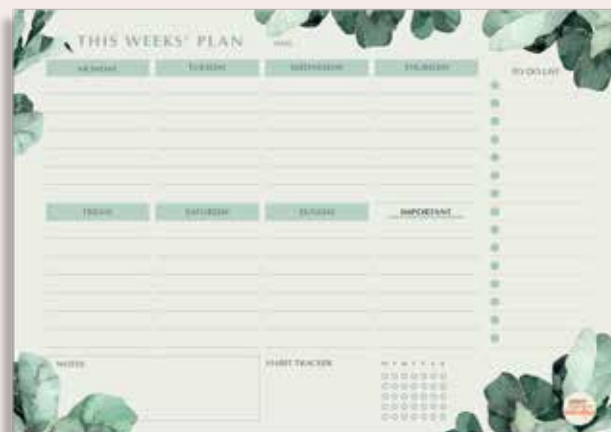 THIS WEEKS' PLAN
MONDAY TUESDAY WEDNESDAY THURSDAY
TO DO LIST
FRIDAY SATURDAY SUNDAY IMPORTANT
NOTES
HABIT TRACKER
M T W T F S S